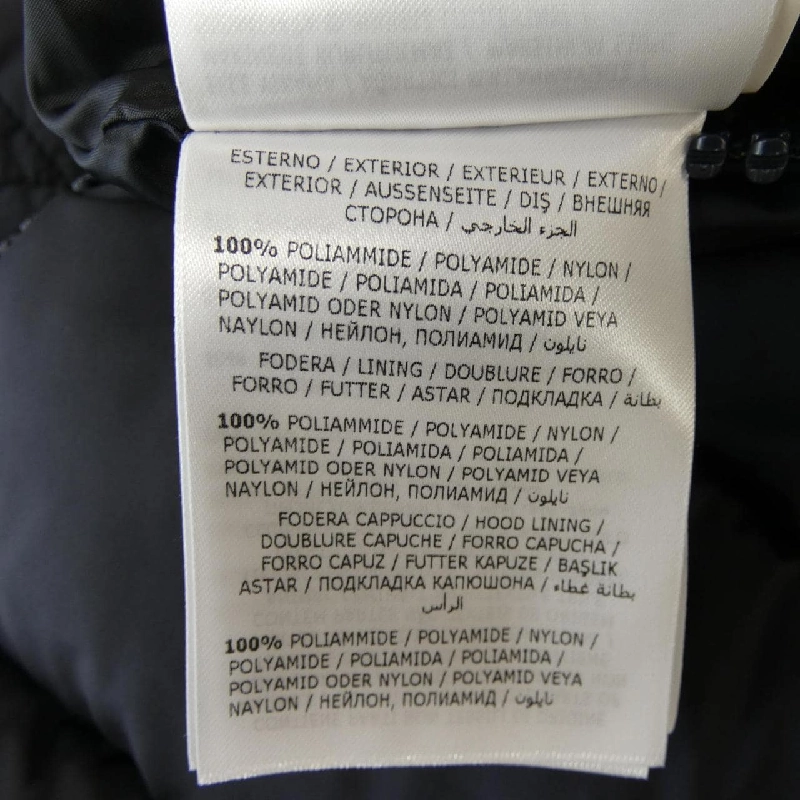 ESTERNO / EXTERIOR / EXTERIEUR / EXTERNO/
EXTERIOR / AUSSENSEITE / DIŞ / ВНЕШНЯЯ
СТОРОНА / الجزء الخارجي
100% POLIAMMIDE / POLYAMIDE / NYLON /
POLYAMIDE / POLIAMIDA / POLIAMIDA /
POLYAMID ODER NYLON / POLYAMID VEYA
NAYLON / НЕЙЛОН, ПОЛИАМИД / نايلون
FODERA / LINING / DOUBLURE / FORRO /
FORRO / FUTTER / ASTAR / ПОДКЛАДКА / بطانة
100% POLIAMMIDE / POLYAMIDE / NYLON /
POLYAMIDE / POLIAMIDA / POLIAMIDA /
POLYAMID ODER NYLON / POLYAMID VEYA
NAYLON / НЕЙЛОН, ПОЛИАМИД / نايلون
FODERA CAPPUCCIO / HOOD LINING /
DOUBLURE CAPUCHE / FORRO CAPUCHA /
FORRO CAPUZ / FUTTER KAPUZE / BAŞLIK
ASTAR / ПОДКЛАДКА КАПЮШОНА / بطانة غطاء
الرأس
100% POLIAMMIDE / POLYAMIDE / NYLON /
POLYAMIDE / POLIAMIDA / POLIAMIDA /
POLYAMID ODER NYLON / POLYAMID VEYA
NAYLON / НЕЙЛОН, ПОЛИАМИД / نايلون